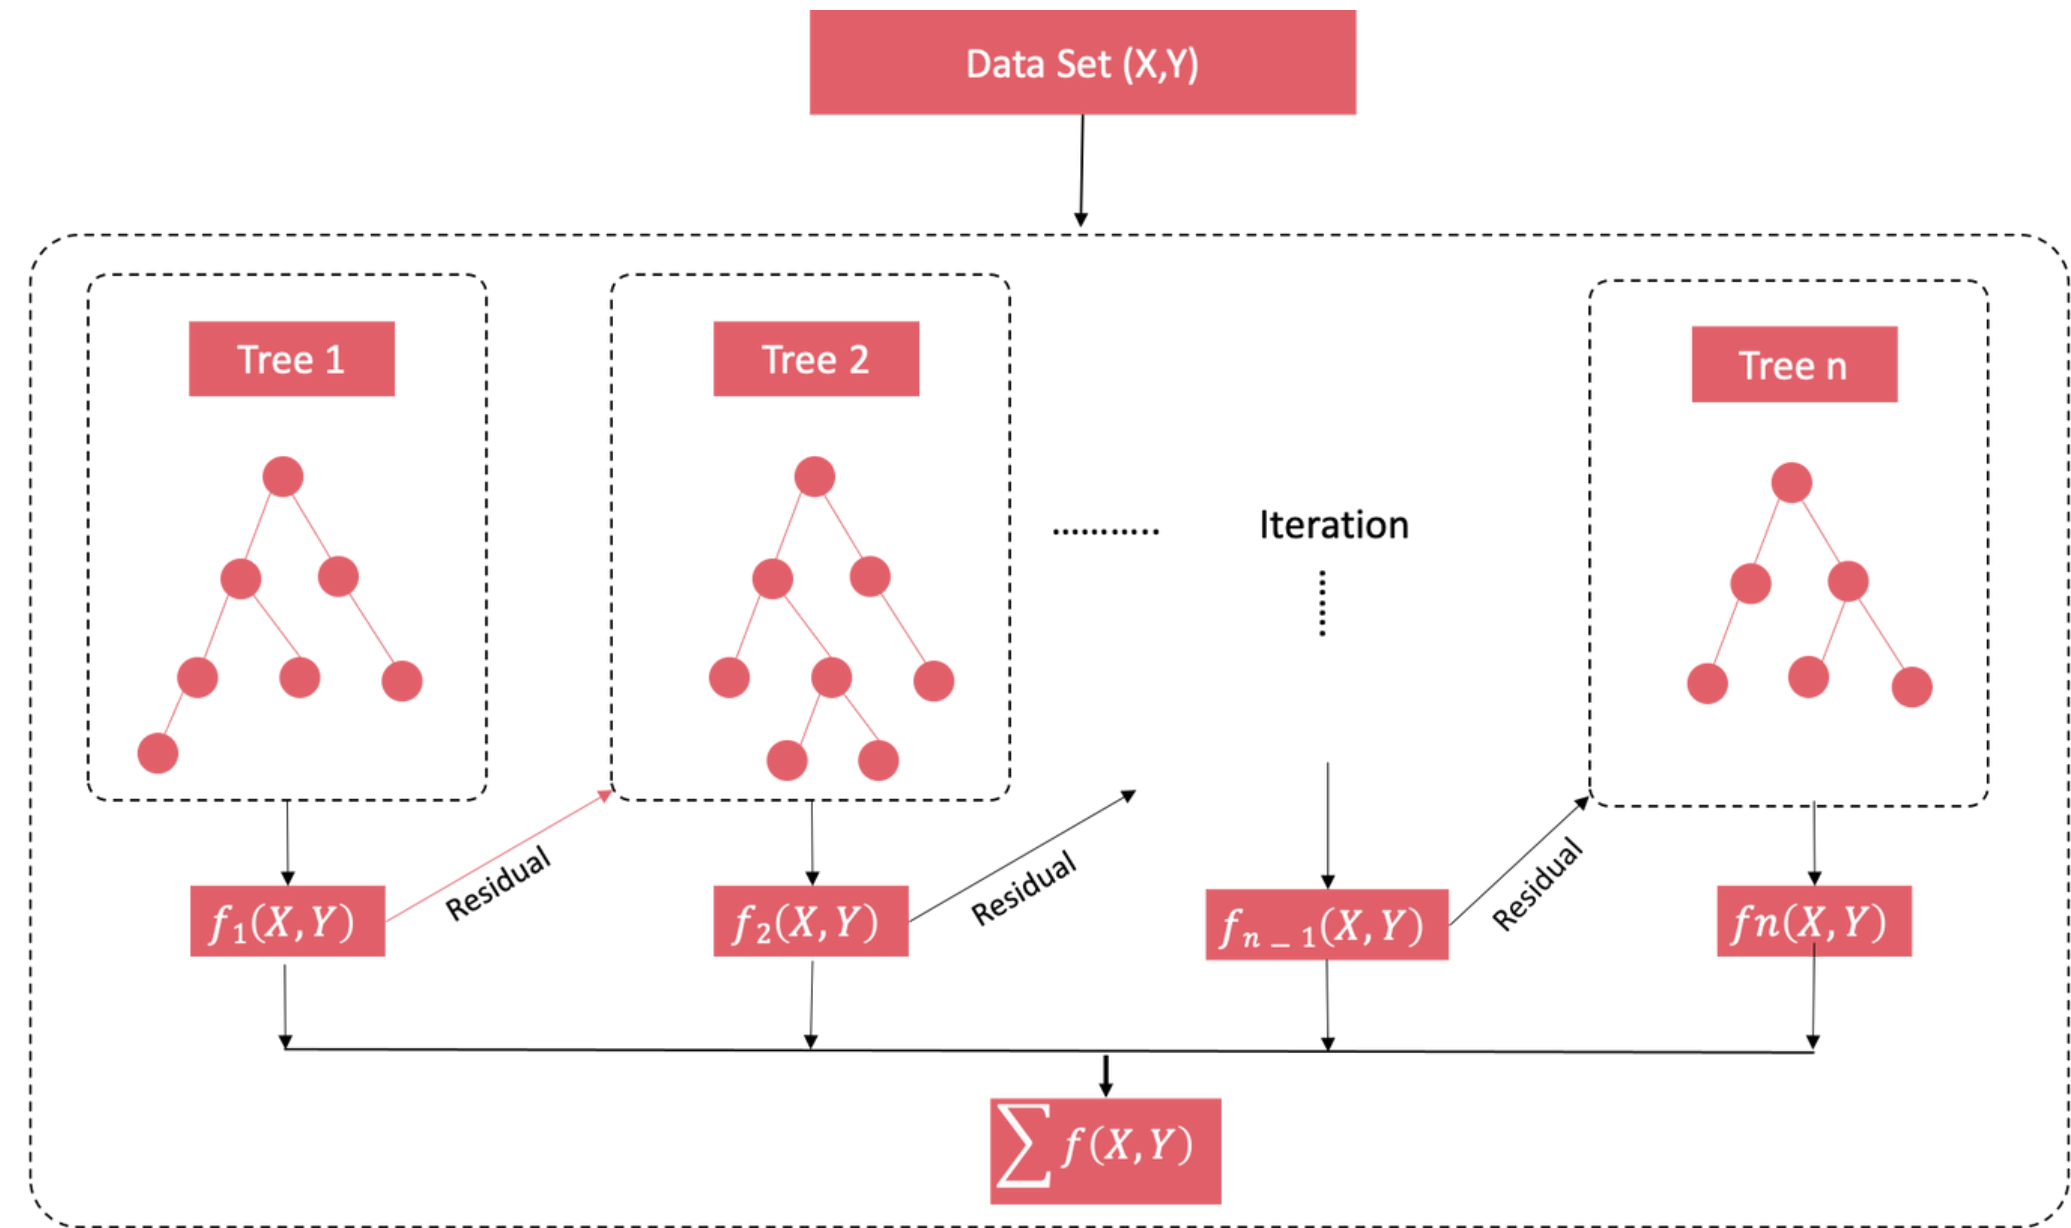 Data Set (X,Y)
Tree 1
Tree 2
Tree n
...........
Iteration
......
Residual
Residual
Residual
f₁(X,Y)
f₂(X,Y)
fₙ ₋ ₁(X,Y)
fn(X,Y)
∑ f(X,Y)